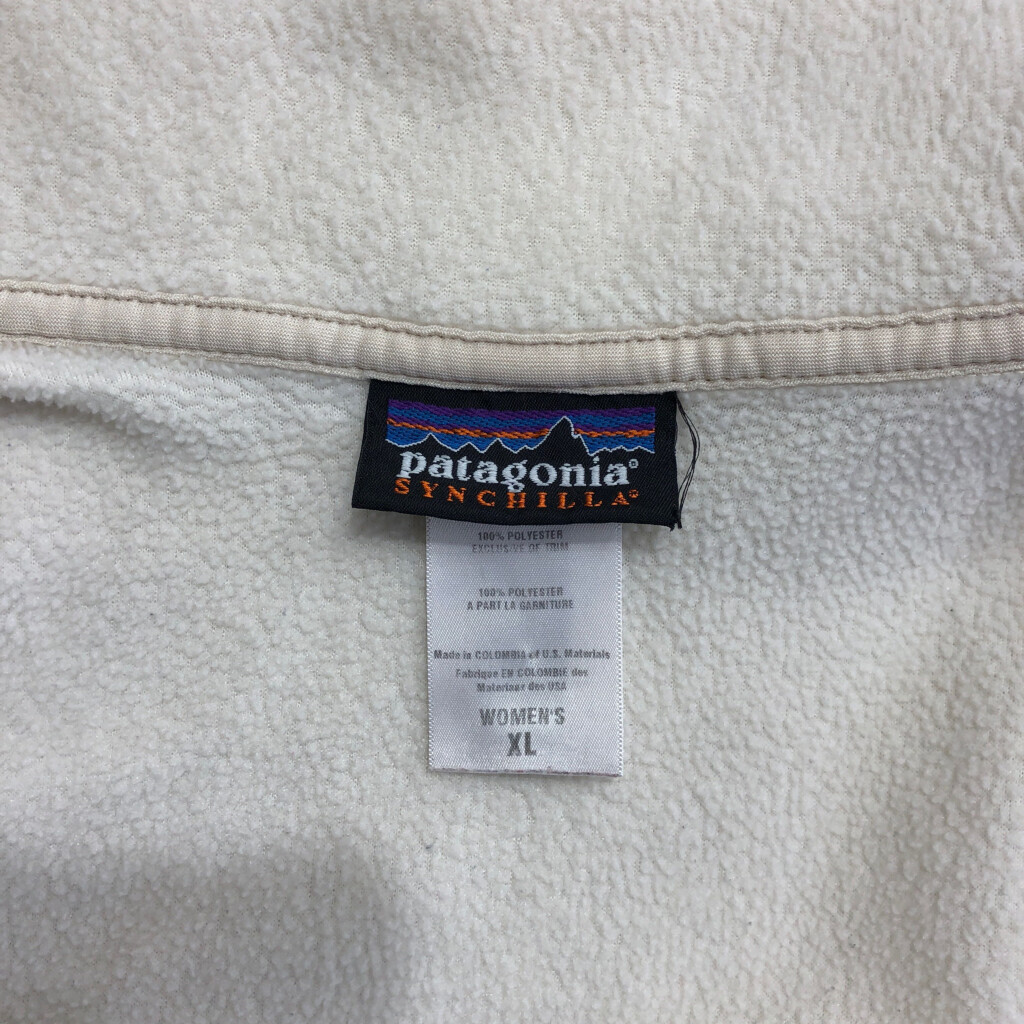 patagonia®
SYNCHILLA®
100% POLYESTER
EXCLUSIVE OF TRIM
100% POLYESTER
A PART LA GARNITURE
Made in COLOMBIA of U.S. Materials
Fabrique EN COLOMBIE des
Materiaux des USA
WOMEN'S
XL